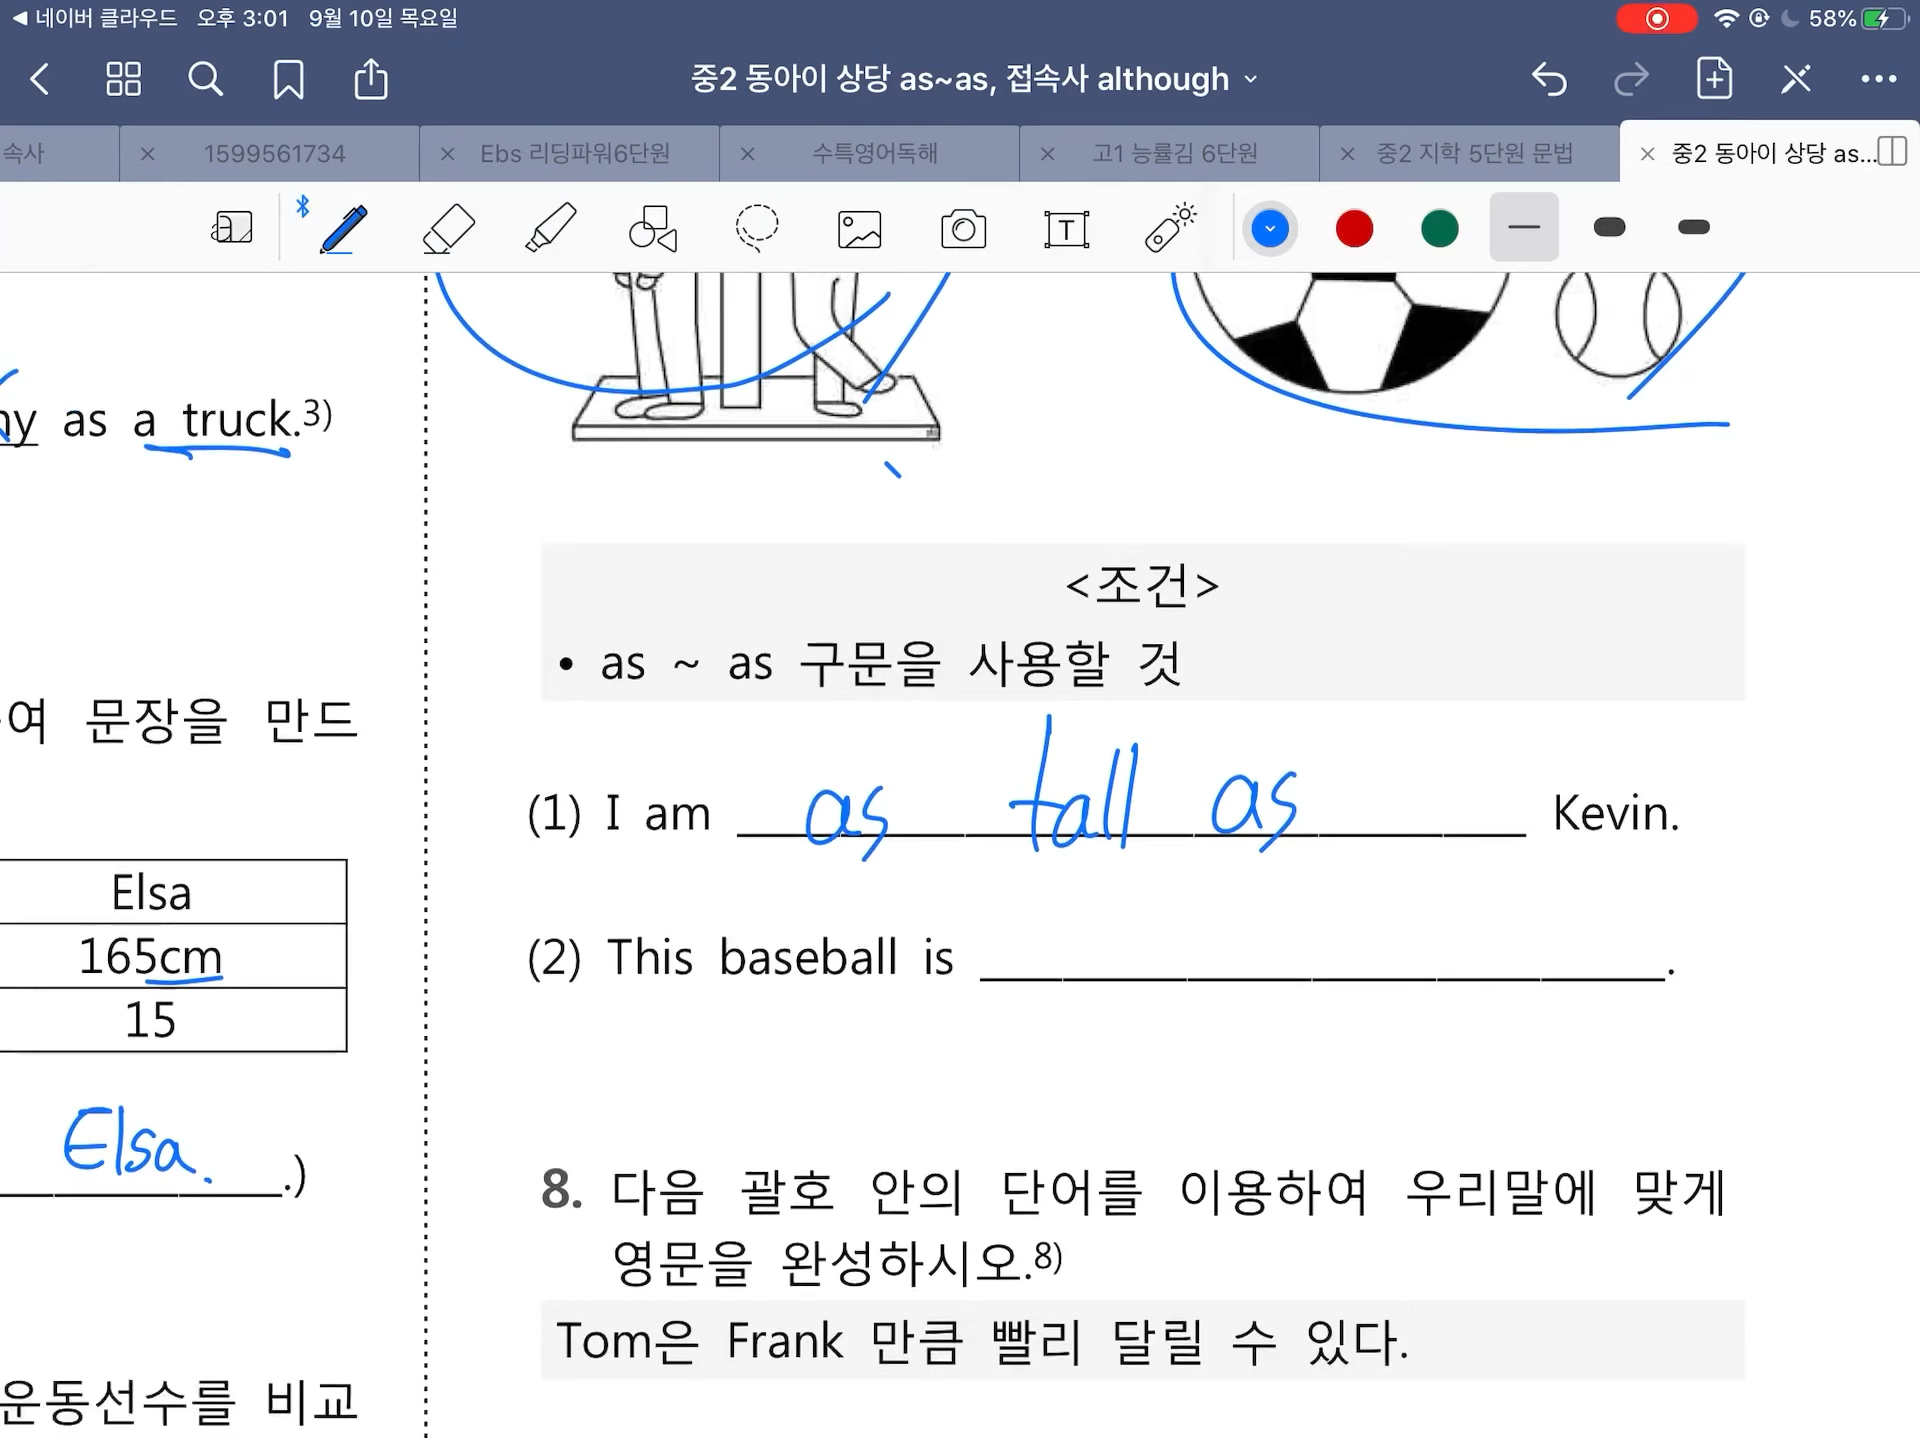 ◀ 네이버 클라우드 오후 3:01 9월 10일 목요일 58%
중2 동아이 상당 as~as, 접속사 although
속사 × 1599561734 × Ebs 리딩파워6단원 × 수특영어독해 × 고1 능률김 6단원 × 중2 지학 5단원 문법 × 중2 동아이 상당 as...
T
as a truck.3)
여 문장을 만드
Elsa
165cm
15
Elsa.
.)
운동선수를 비교
<조건>
• as ~ as 구문을 사용할 것
(1) I am as tall as Kevin.
(2) This baseball is .
8. 다음 괄호 안의 단어를 이용하여 우리말에 맞게
영문을 완성하시오.8)
Tom은 Frank 만큼 빨리 달릴 수 있다.